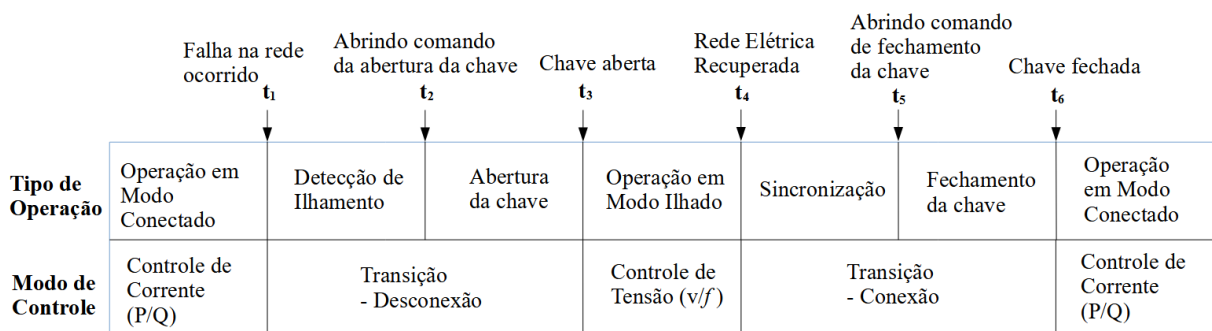 Falha na rede
ocorrido
t₁
Abrindo comando
da abertura da chave
t₂
Chave aberta
t₃
Rede Elétrica
Recuperada
t₄
Abrindo comando
de fechamento
da chave
t₅
Chave fechada
t₆
Tipo de
Operação
Operação em
Modo
Conectado
Detecção de
Ilhamento
Abertura
da chave
Operação em
Modo Ilhado
Sincronização
Fechamento
da chave
Operação
em Modo
Conectado
Modo de
Controle
Controle de
Corrente
(P/Q)
Transição
- Desconexão
Controle de
Tensão (v/f)
Transição
- Conexão
Controle de
Corrente
(P/Q)